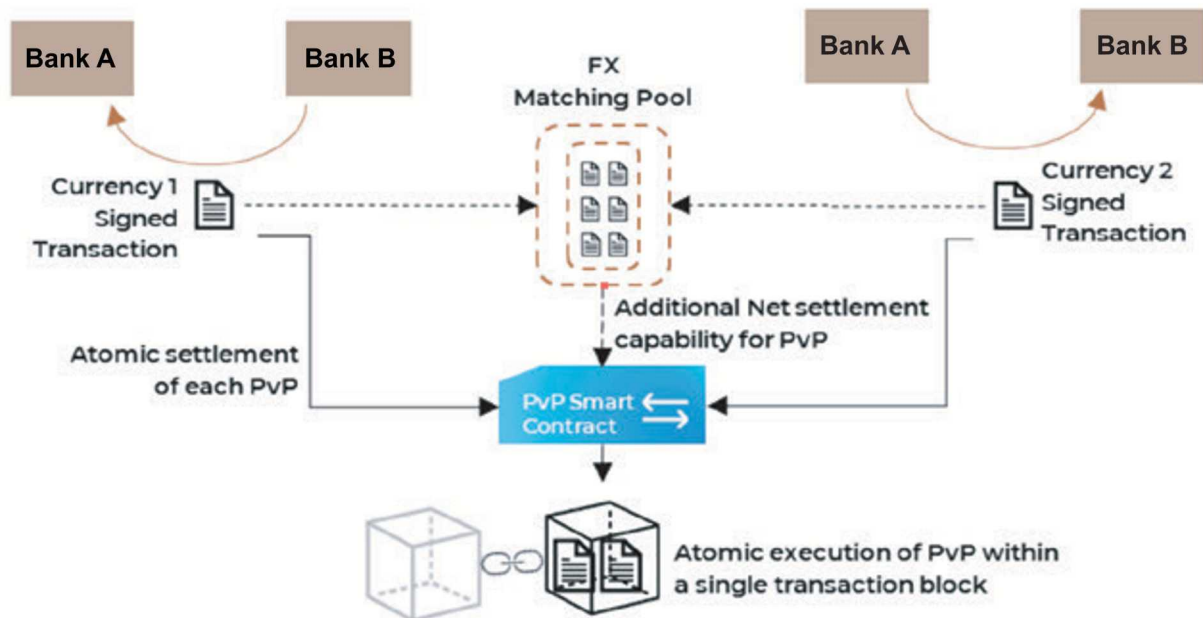 Bank A
Bank B
FX
Matching Pool
Bank A
Bank B
Currency 1
Signed
Transaction
Currency 2
Signed
Transaction
Additional Net settlement
capability for PvP
Atomic settlement
of each PvP
PvP Smart
Contract
Atomic execution of PvP within
a single transaction block